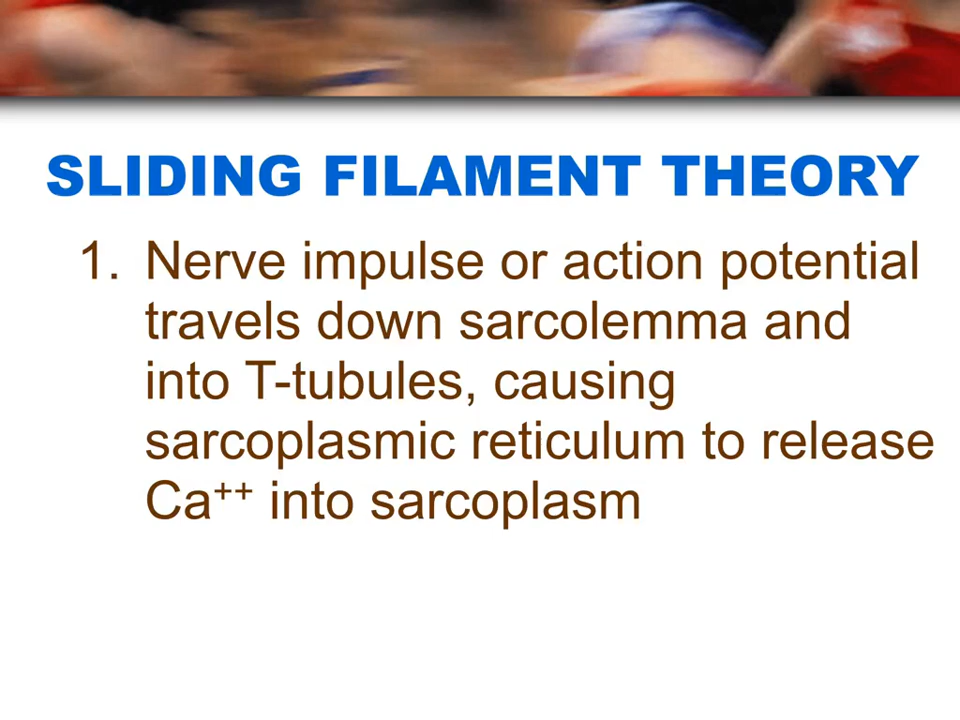 SLIDING FILAMENT THEORY
1. Nerve impulse or action potential
travels down sarcolemma and
into T-tubules, causing
sarcoplasmic reticulum to release
Ca⁺⁺ into sarcoplasm